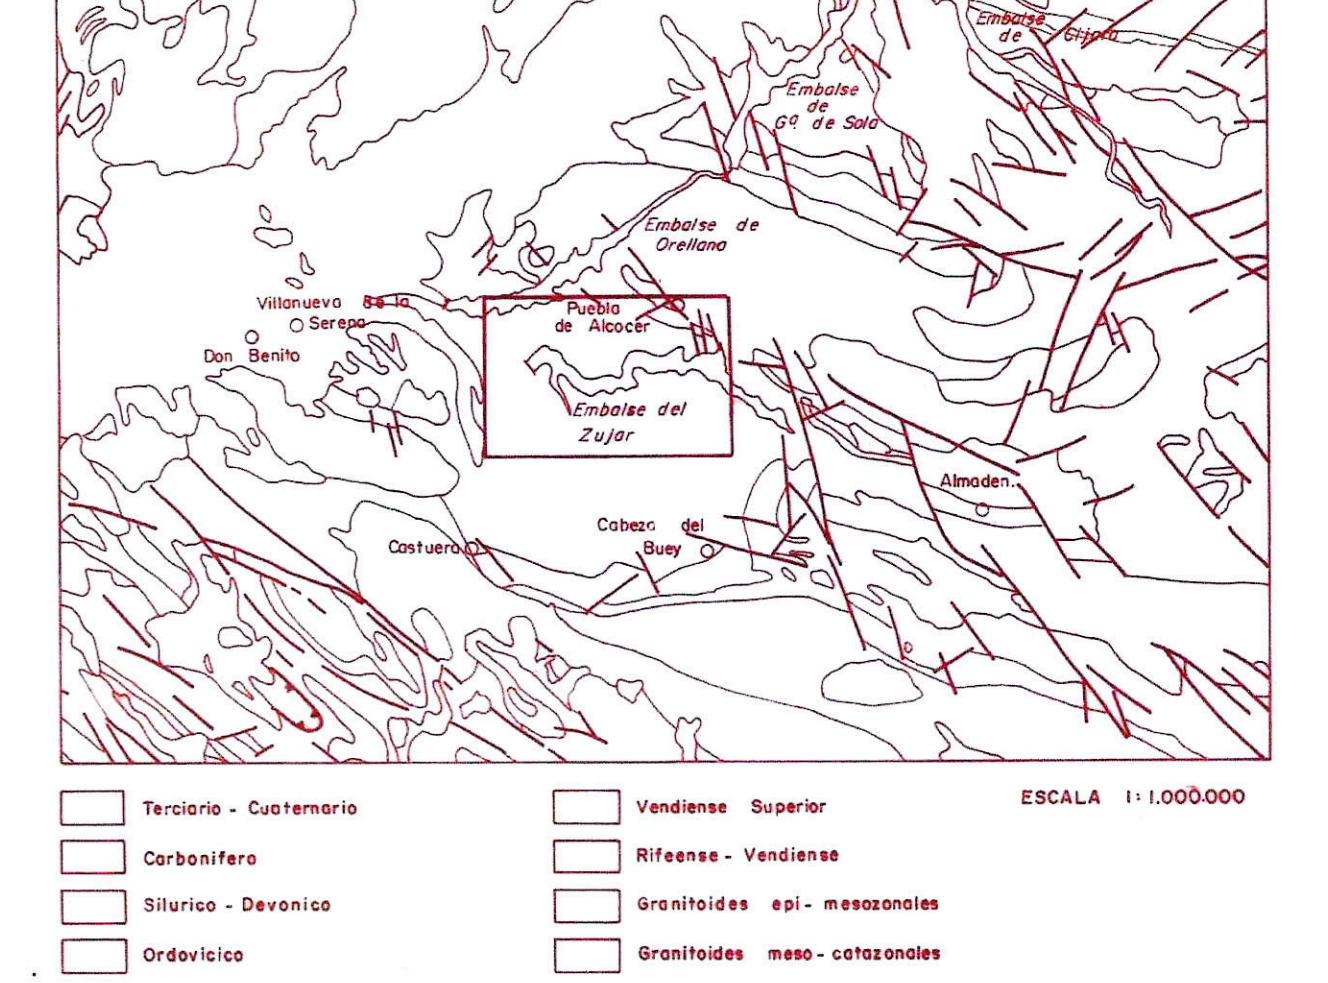 Embalse
de Cijara
Embalse
de
Gª de Sola
Embalse de
Orellana
Villanueva de la
Serena
Puebla
de Alcocer
Don Benito
Embalse del
Zujar
Almaden.
Cabeza del
Buey
Castuera
ESCALA 1:1.000.000
Terciario - Cuaternario
Carbonifero
Silurico - Devonico
Ordovicico
Vendiense Superior
Rifeense - Vendiense
Granitoides epi - mesozonales
Granitoides meso - catazonales